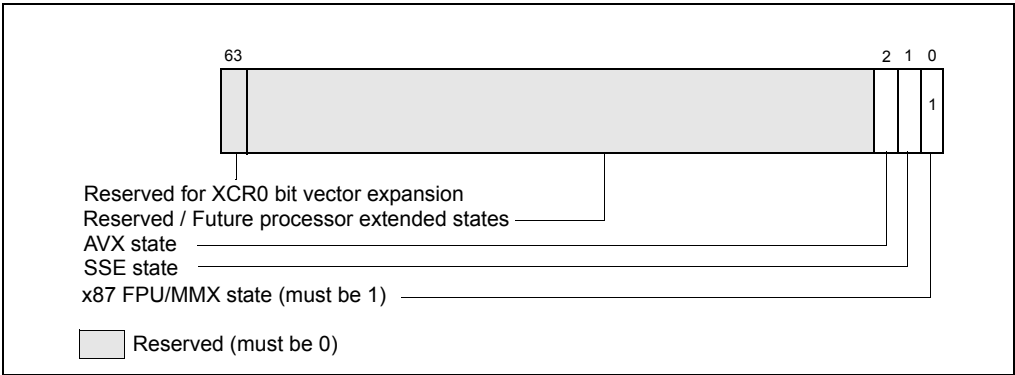 63 2 1 0
1
Reserved for XCR0 bit vector expansion
Reserved / Future processor extended states
AVX state
SSE state
x87 FPU/MMX state (must be 1)
Reserved (must be 0)